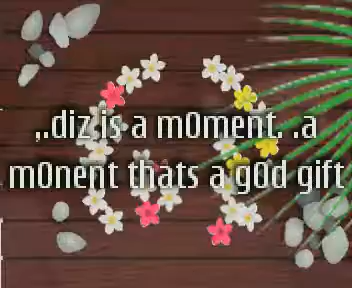 ,.diz is a m0ment. .a
m0nent thats a g0d gift